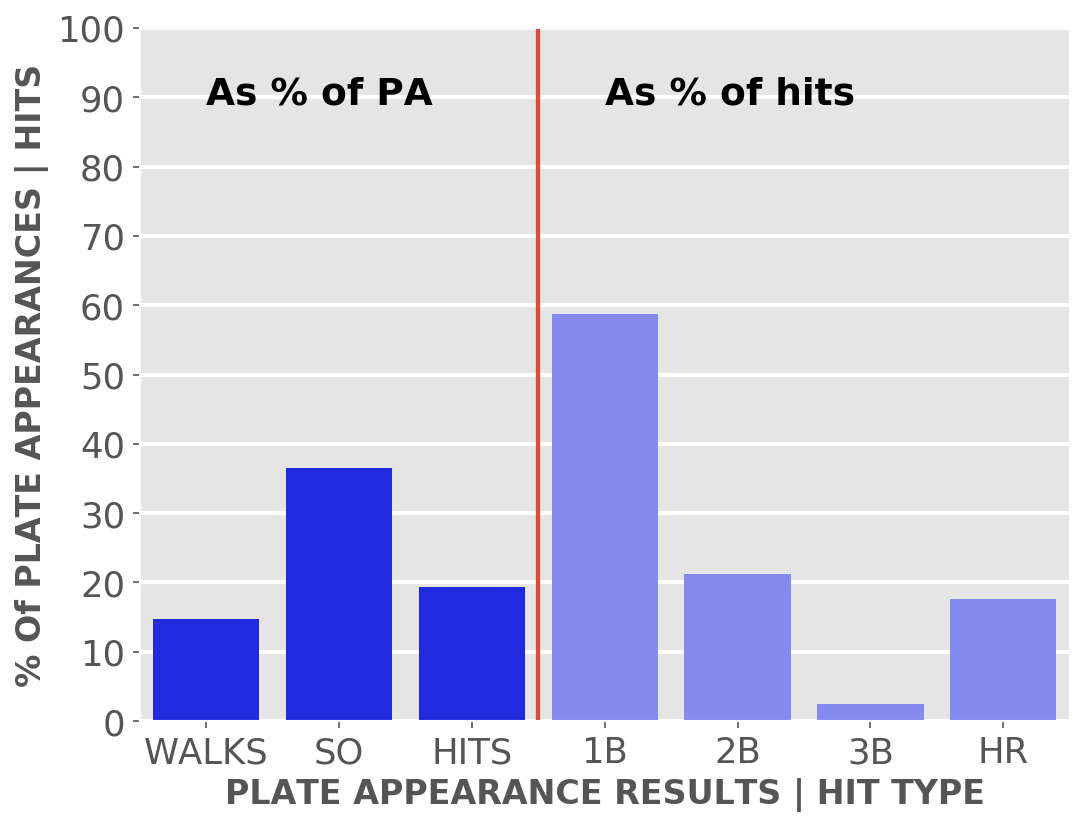 100
90
80
70
60
50
40
30
20
10
0
% Of PLATE APPEARANCES | HITS
As % of PA
As % of hits
WALKS SO HITS 1B 2B 3B HR
PLATE APPEARANCE RESULTS | HIT TYPE